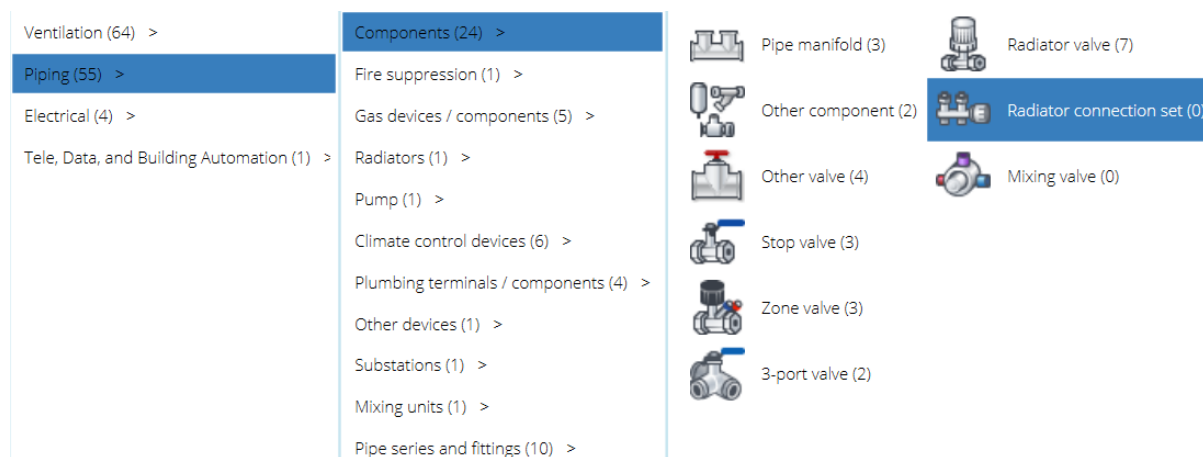 Ventilation (64) >
Piping (55) >
Electrical (4) >
Tele, Data, and Building Automation (1) >
Components (24) >
Fire suppression (1) >
Gas devices / components (5) >
Radiators (1) >
Pump (1) >
Climate control devices (6) >
Plumbing terminals / components (4) >
Other devices (1) >
Substations (1) >
Mixing units (1) >
Pipe series and fittings (10) >
Pipe manifold (3)
Other component (2)
Other valve (4)
Stop valve (3)
Zone valve (3)
3-port valve (2)
Radiator valve (7)
Radiator connection set (0)
Mixing valve (0)